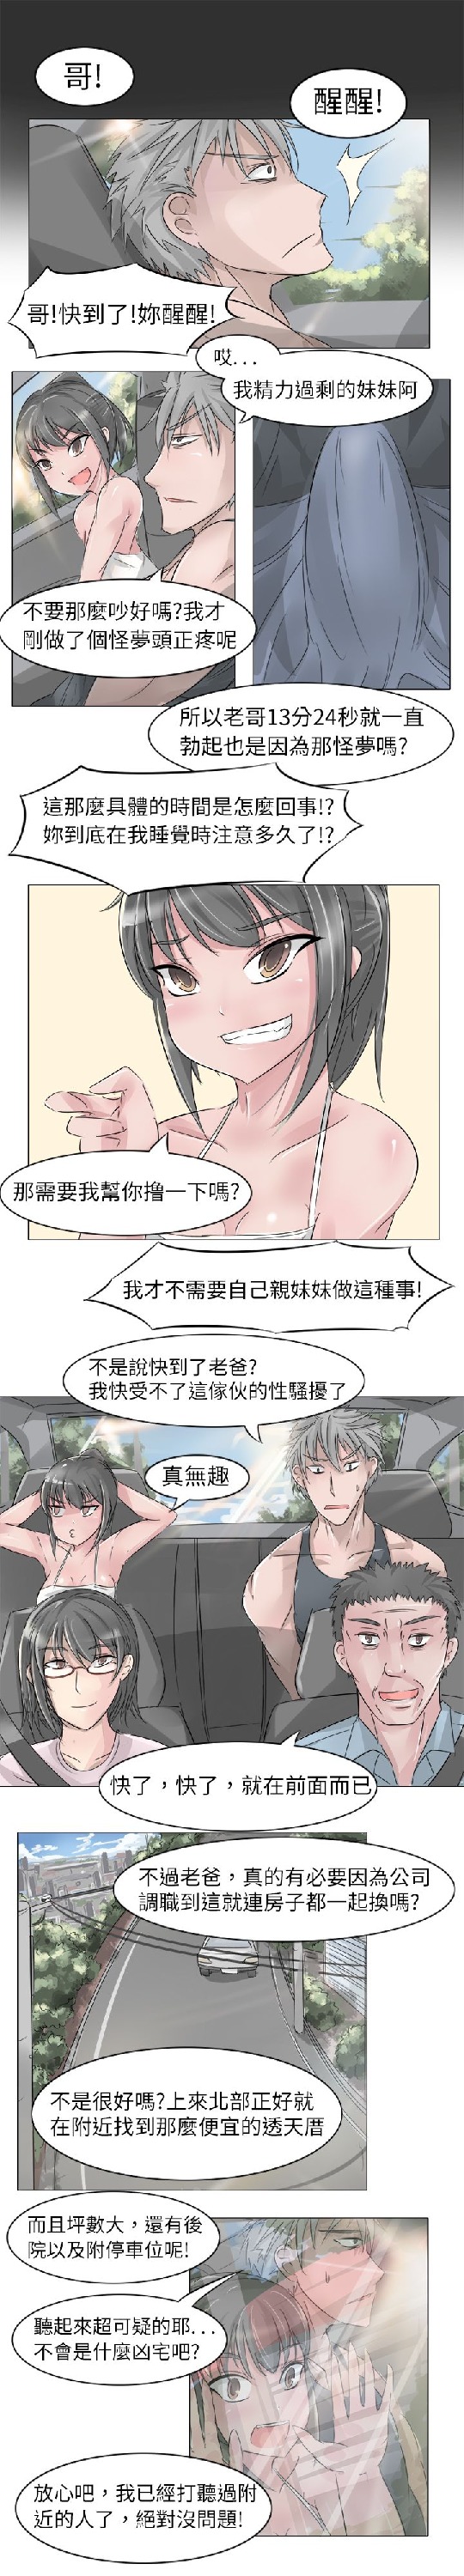 哥!
醒醒!
哥!快到了!妳醒醒!
哎...
我精力過剩的妹妹阿
不要那麼吵好嗎?我才
剛做了個怪夢頭正疼呢
所以老哥13分24秒就一直
勃起也是因為那怪夢嗎?
這那麼具體的時間是怎麼回事!?
妳到底在我睡覺時注意多久了!?
那需要我幫你擼一下嗎?
我才不需要自己親妹妹做這種事!
不是說快到了老爸?
我快受不了這傢伙的性騷擾了
真無趣
快了，快了，就在前面而已
不過老爸，真的有必要因為公司
調職到這就連房子都一起換嗎?
不是很好嗎?上來北部正好就
在附近找到那麼便宜的透天厝
而且坪數大，還有後
院以及附停車位呢!
聽起來超可疑的耶...
不會是什麼凶宅吧?
放心吧，我已經打聽過附
近的人了，絕對沒問題!